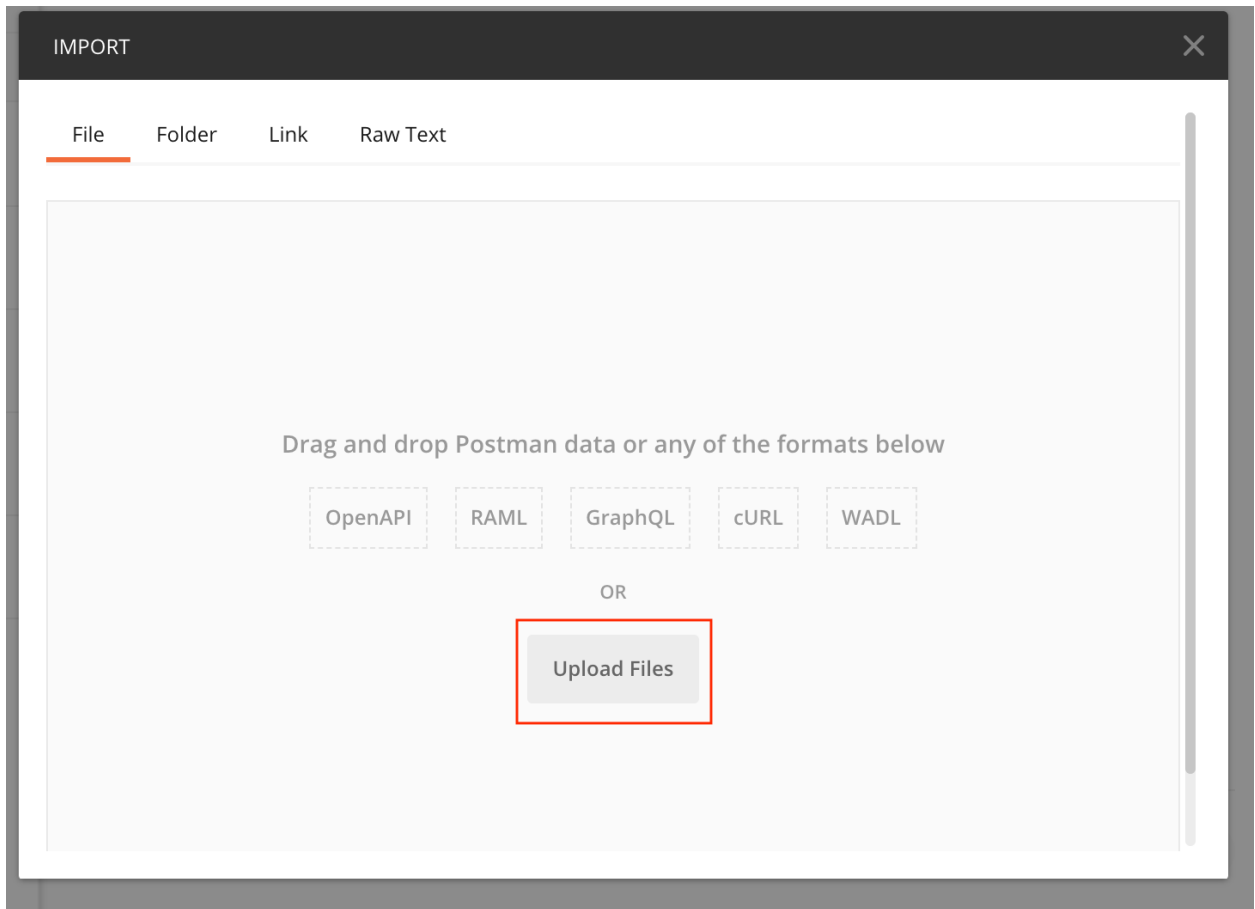 IMPORT
File Folder Link Raw Text
Drag and drop Postman data or any of the formats below
OpenAPI RAML GraphQL cURL WADL
OR
Upload Files